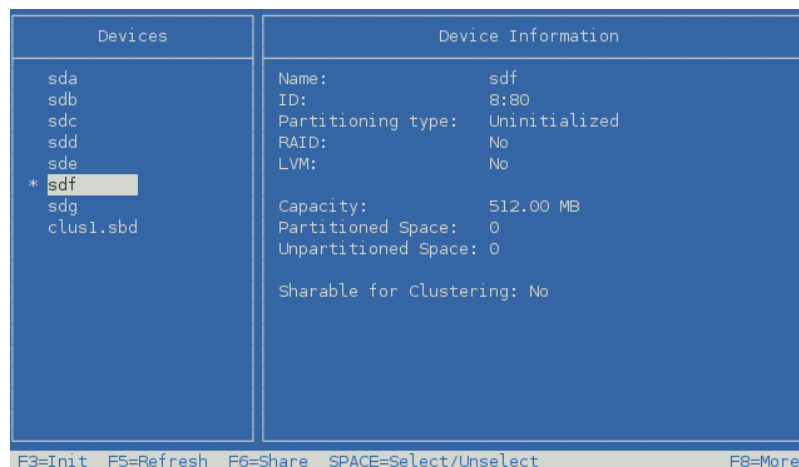 Devices
sda
sdb
sdc
sdd
sde
* sdf
sdg
clus1.sbd
Device Information
Name: sdf
ID: 8:80
Partitioning type: Uninitialized
RAID: No
LVM: No
Capacity: 512.00 MB
Partitioned Space: 0
Unpartitioned Space: 0
Sharable for Clustering: No
F3=Init F5=Refresh F6=Share SPACE=Select/Unselect F8=More